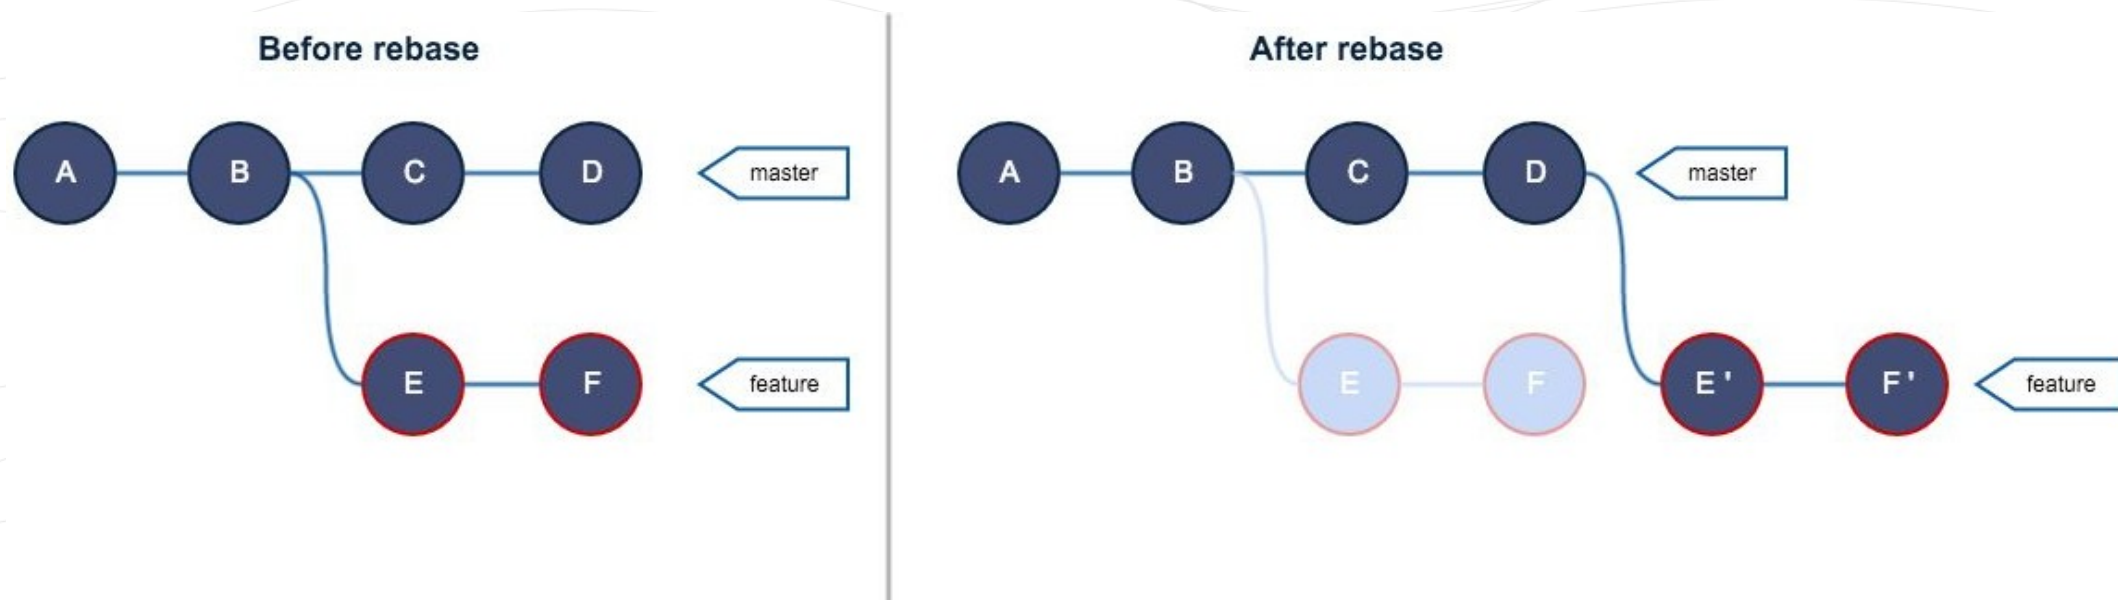 Before rebase
A B C D master
E F feature
After rebase
A B C D master
E F E ' F ' feature